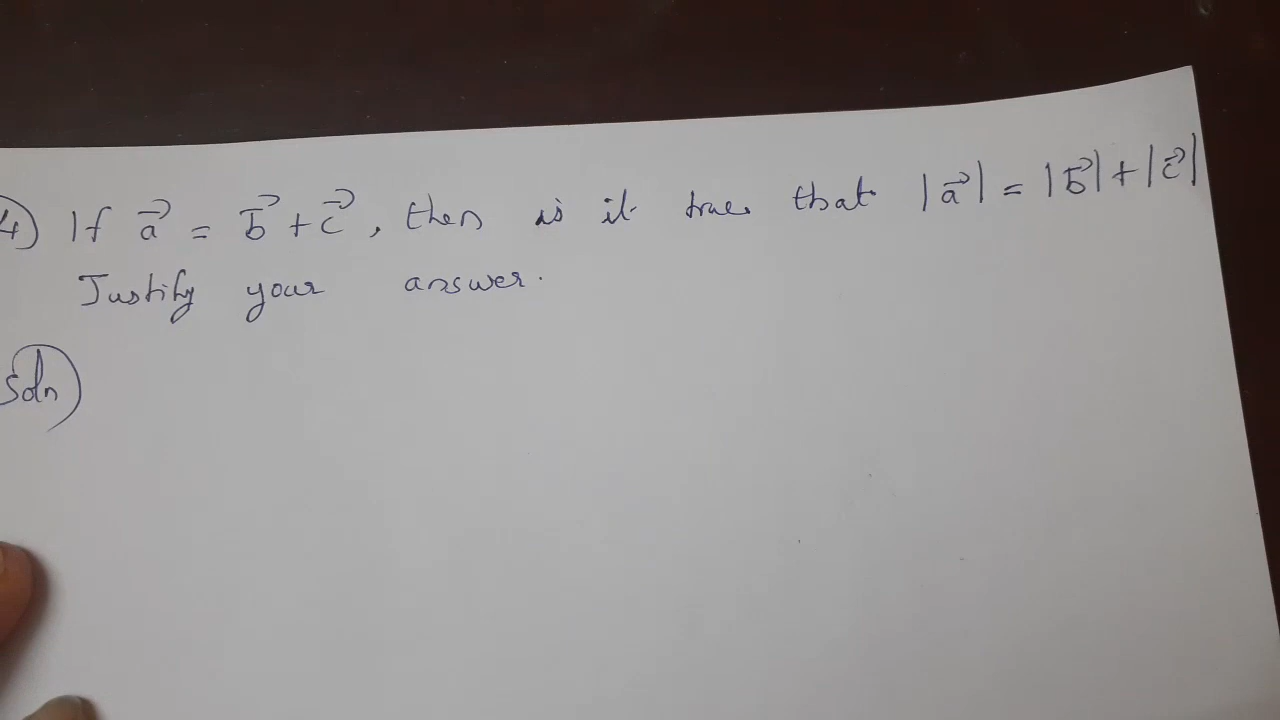 4) If a⃗ = b⃗ + c⃗, then is it true that |a⃗| = |b⃗| + |c⃗|
Justify your answer.
Soln)